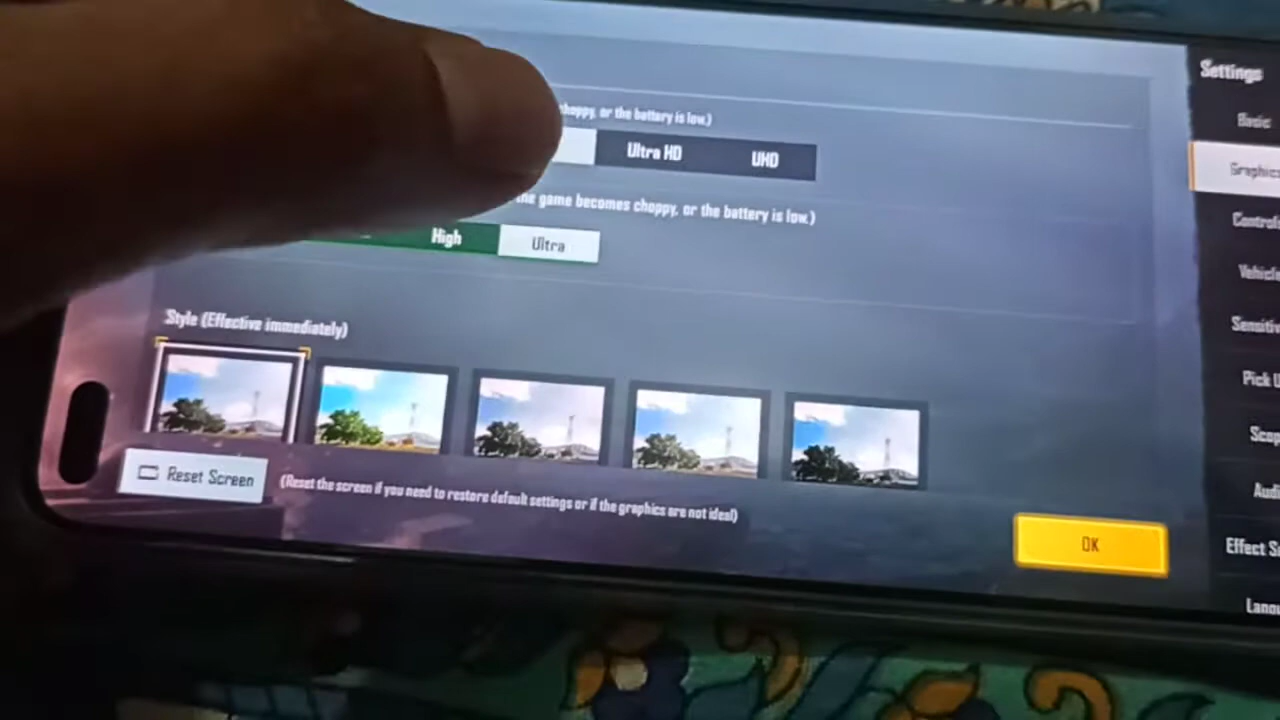 Settings
Basic
choppy, or the battery is low.)
Ultra HD UHD
Graphics
the game becomes choppy, or the battery is low.)
High Ultra
Style (Effective immediately)
Reset Screen
(Reset the screen if you need to restore default settings or if the graphics are not ideal)
OK
Effect